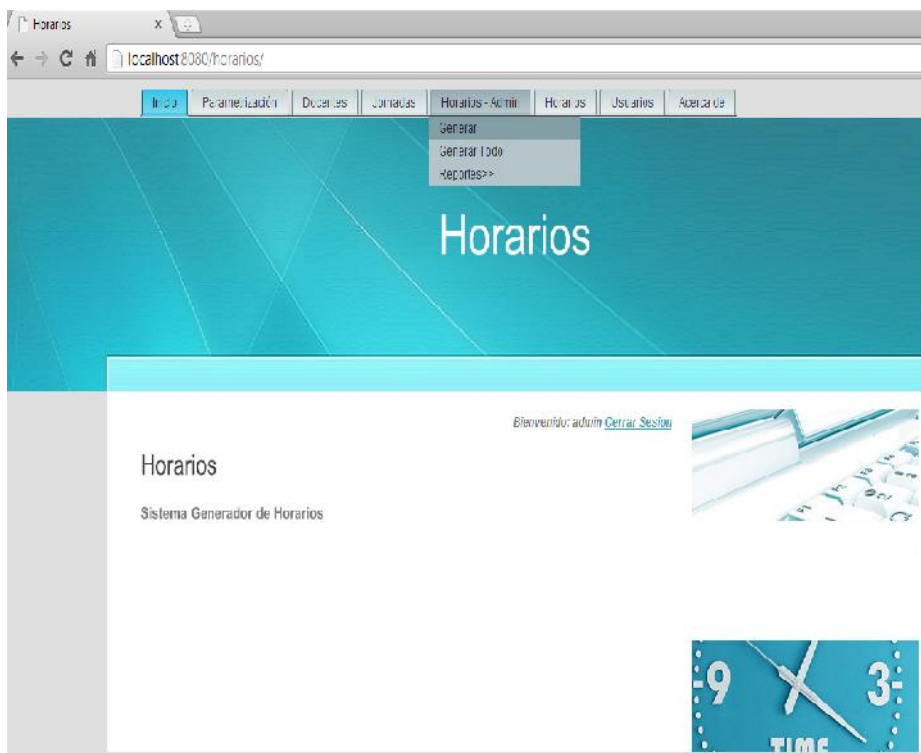 Horarios x
localhost:8080/horarios/
Inicio Parametrización Docentes Jornadas Horarios - Admin Horarios Usuarios Acerca de
Generar
Generar Todo
Reportes>>
Horarios
Bienvenido: admin Cerrar Sesion
Horarios
Sistema Generador de Horarios
9 3
TIME